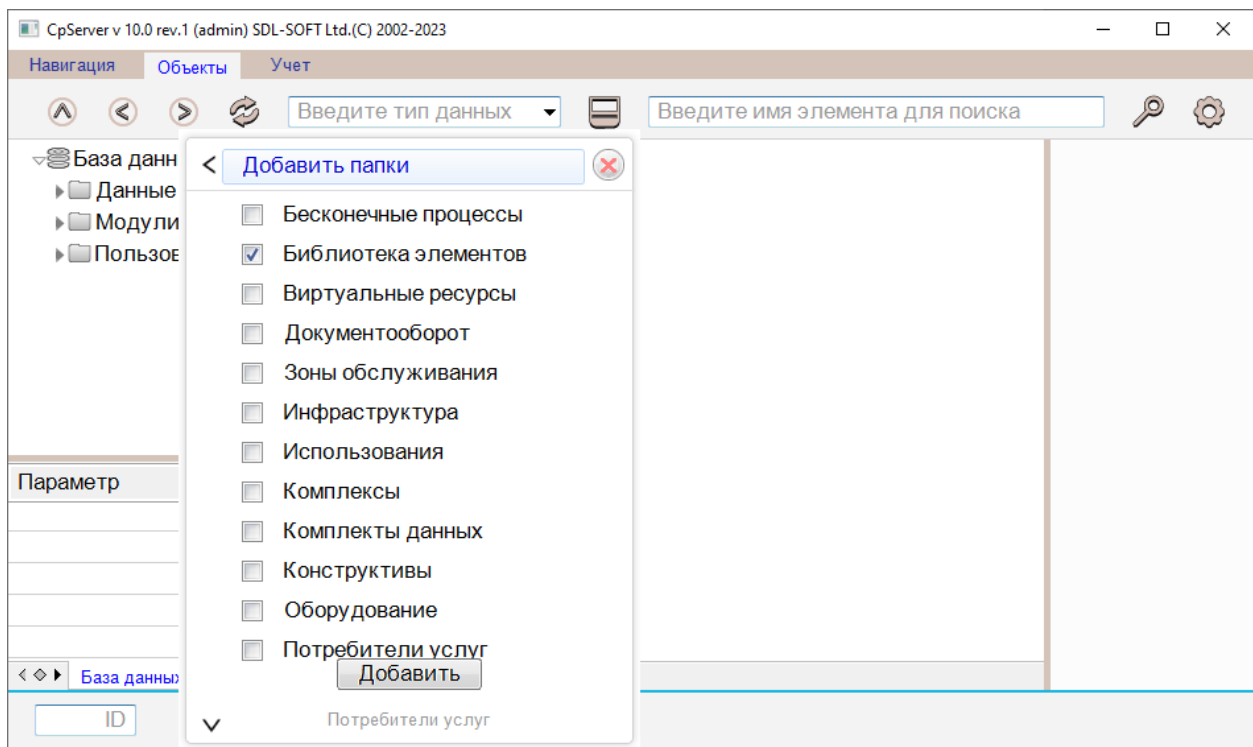 CpServer v 10.0 rev.1 (admin) SDL-SOFT Ltd.(C) 2002-2023
Навигация Объекты Учет
Введите тип данных Введите имя элемента для поиска
База данн
Данные
Модули
Пользов
Добавить папки
Бесконечные процессы
Библиотека элементов
Виртуальные ресурсы
Документооборот
Зоны обслуживания
Инфраструктура
Использования
Комплексы
Комплекты данных
Конструктивы
Оборудование
Потребители услуг
Добавить
Потребители услуг
Параметр
База данных
ID